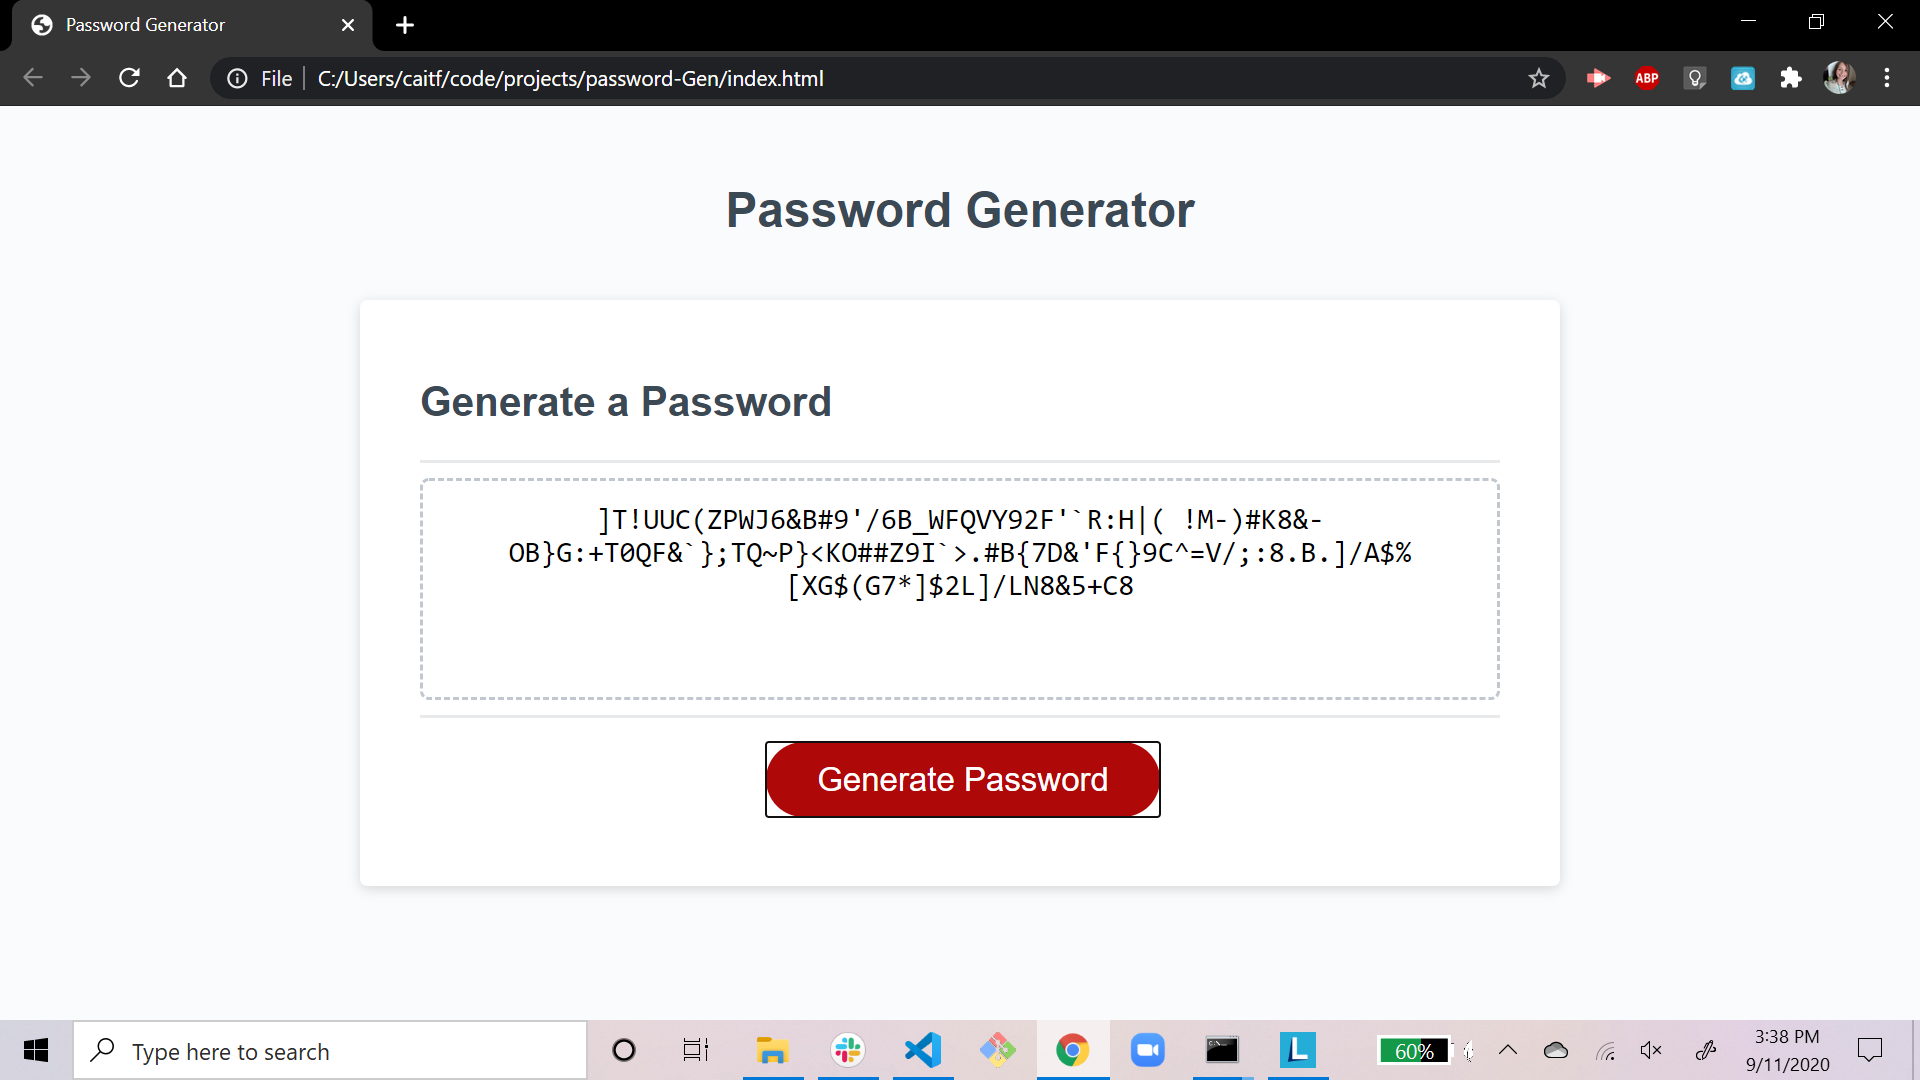 Password Generator
File
C:/Users/caitf/code/projects/password-Gen/index.html
ABP
Password Generator
Generate a Password
]T!UUC(ZPWJ6&B#9'/6B_WFQVY92F'`R:H|( !M-)#K8&-
OB}G:+T0QF&`};TQ~P}<KO##Z9I`>.#B{7D&'F{}9C^=V/;:8.B.]/A$%
[XG$(G7*]$2L]/LN8&5+C8
Generate Password
Type here to search
L
60%
3:38 PM
9/11/2020